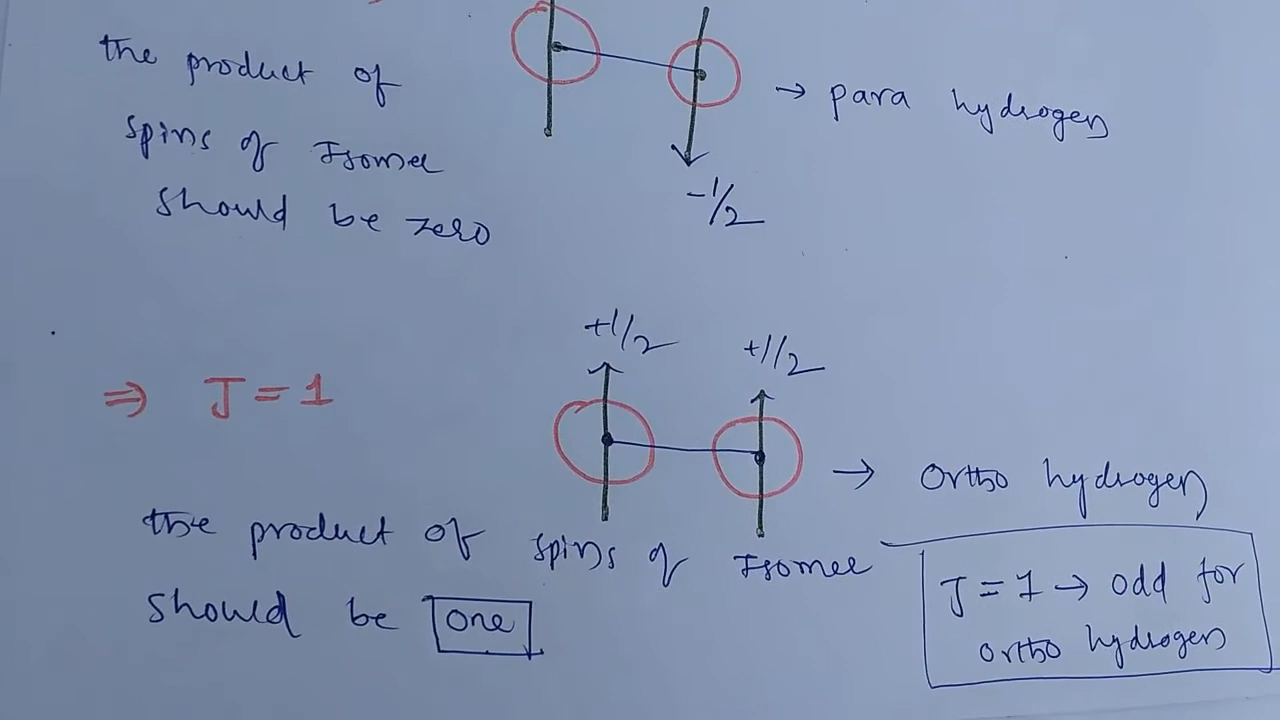 the product of
spins of Isomer
should be zero
→ para hydrogen
-1/2
+1/2
+1/2
⇒ J = 1
→ Ortho hydrogen
the product of spins of Isomer
should be one
J = 1 → odd for
ortho hydrogen